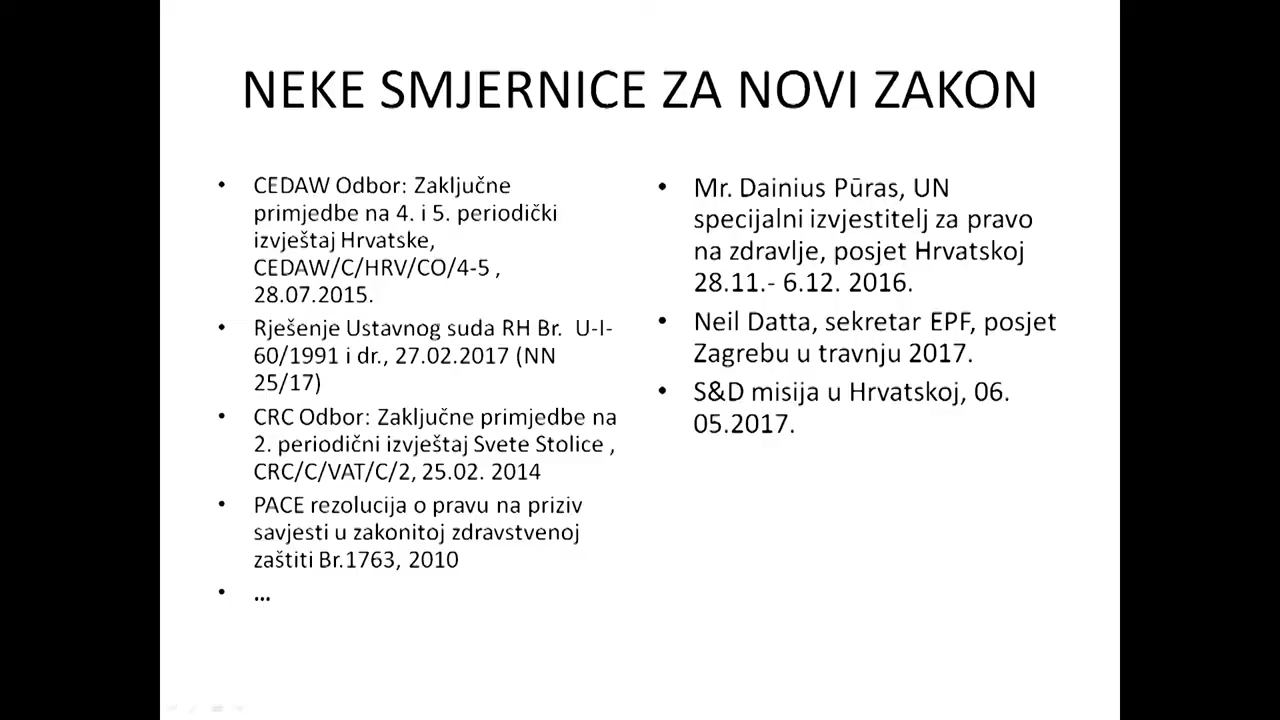 NEKE SMJERNICE ZA NOVI ZAKON
• CEDAW Odbor: Zaključne
primjedbe na 4. i 5. periodički
izvještaj Hrvatske,
CEDAW/C/HRV/CO/4-5 ,
28.07.2015.
• Rješenje Ustavnog suda RH Br. U-I-
60/1991 i dr., 27.02.2017 (NN
25/17)
• CRC Odbor: Zaključne primjedbe na
2. periodični izvještaj Svete Stolice ,
CRC/C/VAT/C/2, 25.02. 2014
• PACE rezolucija o pravu na priziv
savjesti u zakonitoj zdravstvenoj
zaštiti Br.1763, 2010
• …
• Mr. Dainius Pūras, UN
specijalni izvjestitelj za pravo
na zdravlje, posjet Hrvatskoj
28.11.- 6.12. 2016.
• Neil Datta, sekretar EPF, posjet
Zagrebu u travnju 2017.
• S&D misija u Hrvatskoj, 06.
05.2017.